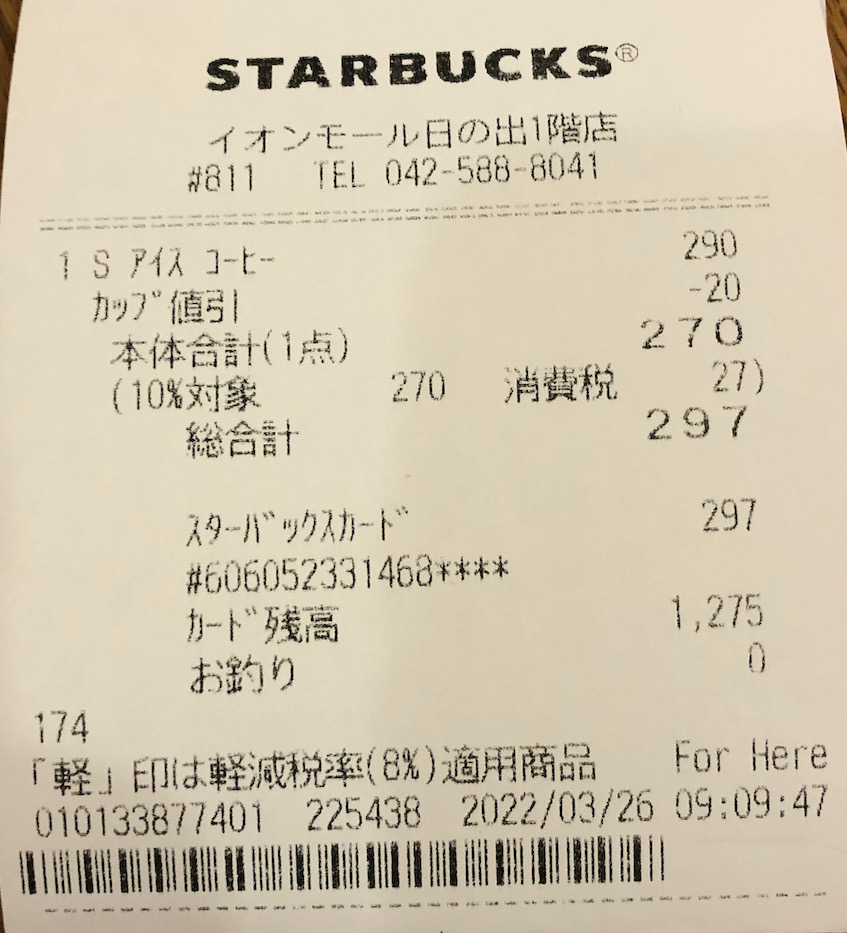 STARBUCKS®
イオンモール日の出1階店
#811 TEL 042-588-8041
1 S アイス コーヒー 290
カップ値引 -20
本体合計(1点) 270
(10%対象 270 消費税 27)
総合計 297
スターバックスカード 297
#606052331468****
カード残高 1,275
お釣り 0
174
「軽」印は軽減税率(8%)適用商品 For Here
010133877401 225438 2022/03/26 09:09:47